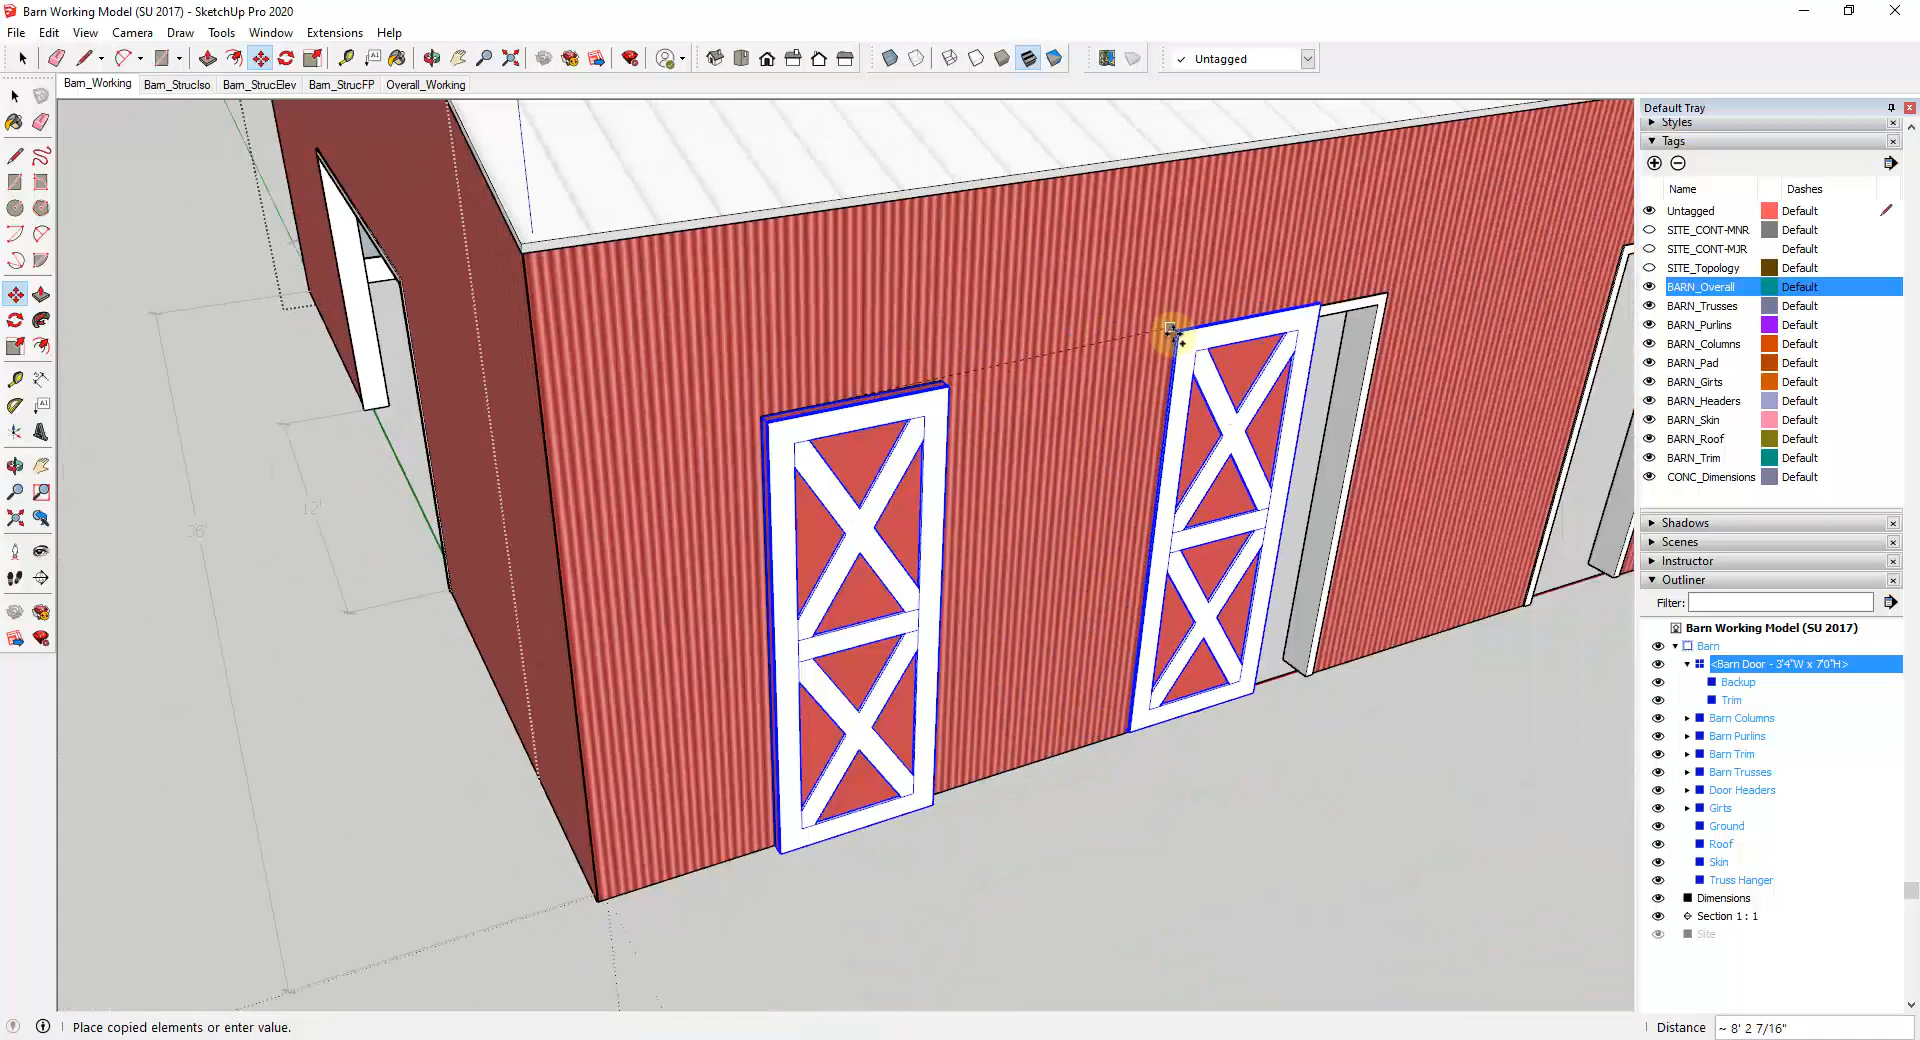 Barn Working Model (SU 2017) - SketchUp Pro 2020
File Edit View Camera Draw Tools Window Extensions Help
Untagged
Barn_Working Barn_StrucIso Barn_StrucElev Barn_StrucFP Overall_Working
Default Tray
Styles
Tags
Name Dashes
Untagged Default
SITE_CONT-MNR Default
SITE_CONT-MJR Default
SITE_Topology Default
BARN_Overall Default
BARN_Trusses Default
BARN_Purlins Default
BARN_Columns Default
BARN_Pad Default
BARN_Girts Default
BARN_Headers Default
BARN_Skin Default
BARN_Roof Default
BARN_Trim Default
CONC_Dimensions Default
Shadows
Scenes
Instructor
Outliner
Filter:
Barn Working Model (SU 2017)
Barn
<Barn Door - 3'4"W x 7'0"H>
Backup
Trim
Barn Columns
Barn Purlins
Barn Trim
Barn Trusses
Door Headers
Girts
Ground
Roof
Skin
Truss Hanger
Dimensions
Section 1 : 1
Site
12'
36'
Place copied elements or enter value.
Distance ~ 8' 2 7/16"